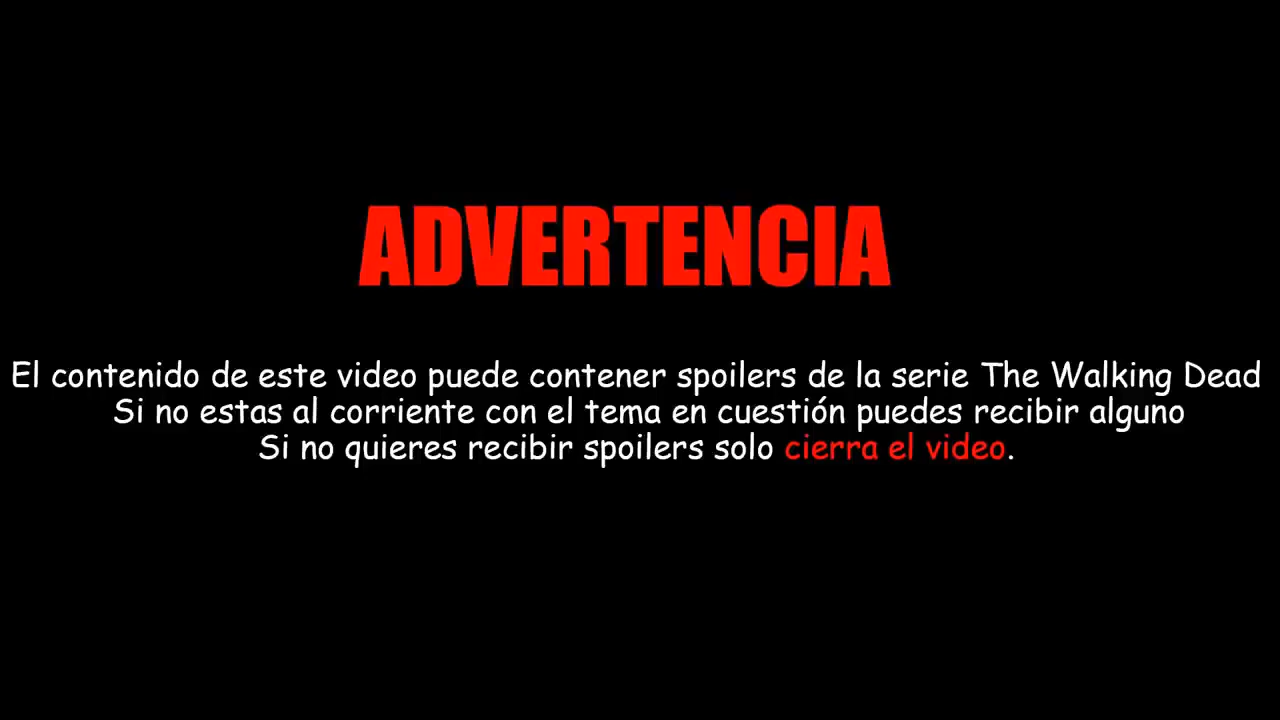 ADVERTENCIA
El contenido de este video puede contener spoilers de la serie The Walking Dead
Si no estas al corriente con el tema en cuestión puedes recibir alguno
Si no quieres recibir spoilers solo cierra el video.